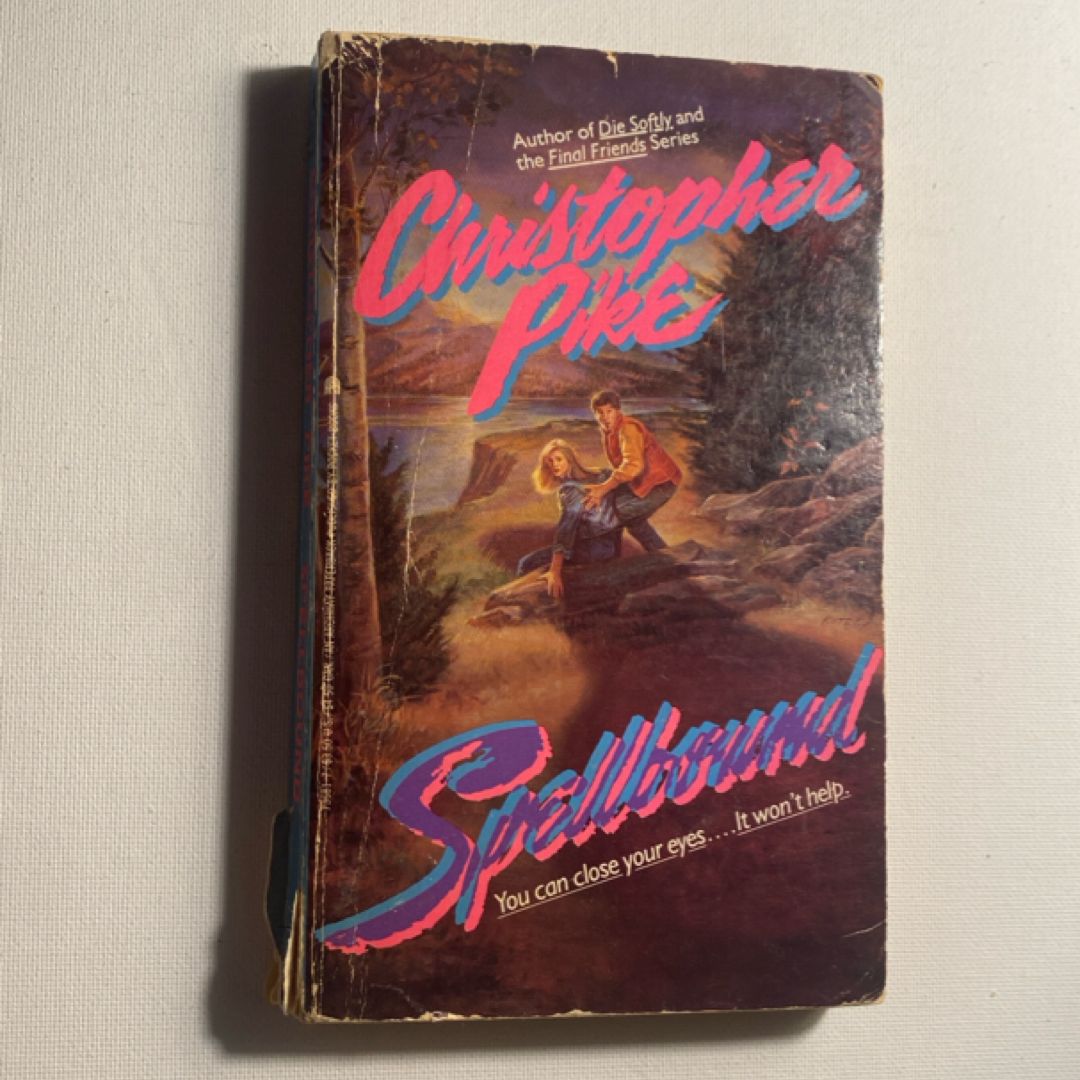 Author of Die Softly and
the Final Friends Series
Christopher
Pike
Spellbound
You can close your eyes....It won't help.